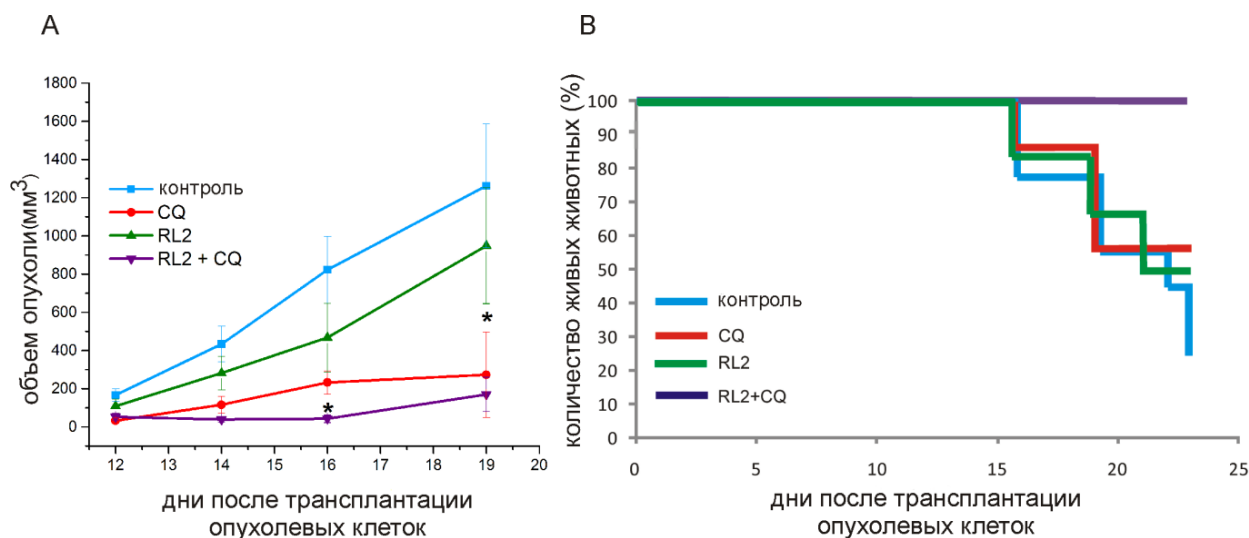 A
объем опухоли(мм³)
1800
1600
1400
1200
1000
800
600
400
200
0
контроль
CQ
RL2
RL2 + CQ
*
*
12 13 14 15 16 17 18 19 20
дни после трансплантации
опухолевых клеток
B
количество живых животных (%)
100
90
80
70
60
50
40
30
20
10
0
контроль
CQ
RL2
RL2+CQ
0 5 10 15 20 25
дни после трансплантации
опухолевых клеток